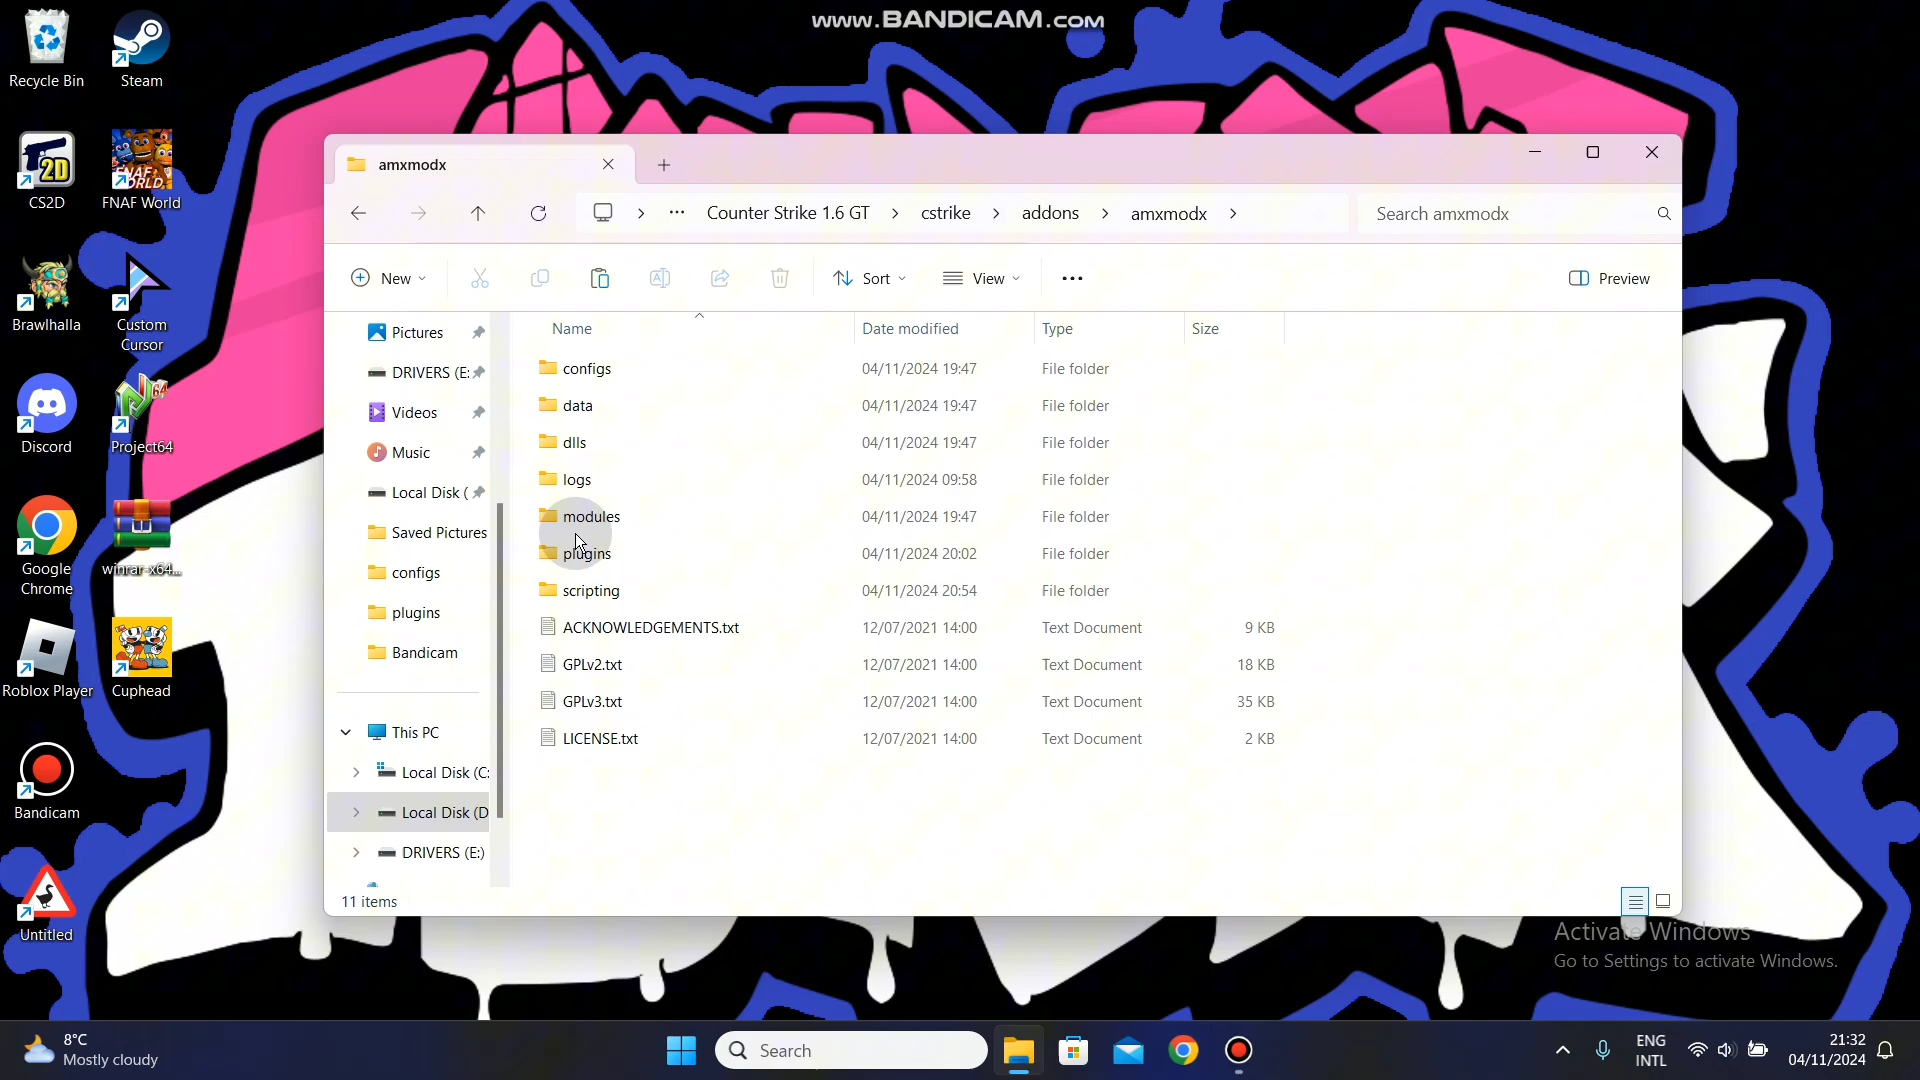 www.BANDICAM.com
Recycle Bin
Steam
CS2D
FNAF World
Brawlhalla
Custom
Cursor
Discord
Project64
Google
Chrome
winrar-x64...
Roblox Player
Cuphead
Bandicam
Untitled
amxmodx
Counter Strike 1.6 GT
cstrike
addons
amxmodx
Search amxmodx
New
Sort
View
Preview
Pictures
DRIVERS (E:
Videos
Music
Local Disk (
Saved Pictures
configs
plugins
Bandicam
This PC
Local Disk (C:
Local Disk (D
DRIVERS (E:)
Name Date modified Type Size
configs 04/11/2024 19:47 File folder
data 04/11/2024 19:47 File folder
dlls 04/11/2024 19:47 File folder
logs 04/11/2024 09:58 File folder
modules 04/11/2024 19:47 File folder
plugins 04/11/2024 20:02 File folder
scripting 04/11/2024 20:54 File folder
ACKNOWLEDGEMENTS.txt 12/07/2021 14:00 Text Document 9 KB
GPLv2.txt 12/07/2021 14:00 Text Document 18 KB
GPLv3.txt 12/07/2021 14:00 Text Document 35 KB
LICENSE.txt 12/07/2021 14:00 Text Document 2 KB
11 items
Activate Windows
Go to Settings to activate Windows.
8°C
Mostly cloudy
Search
ENG
INTL
21:32
04/11/2024